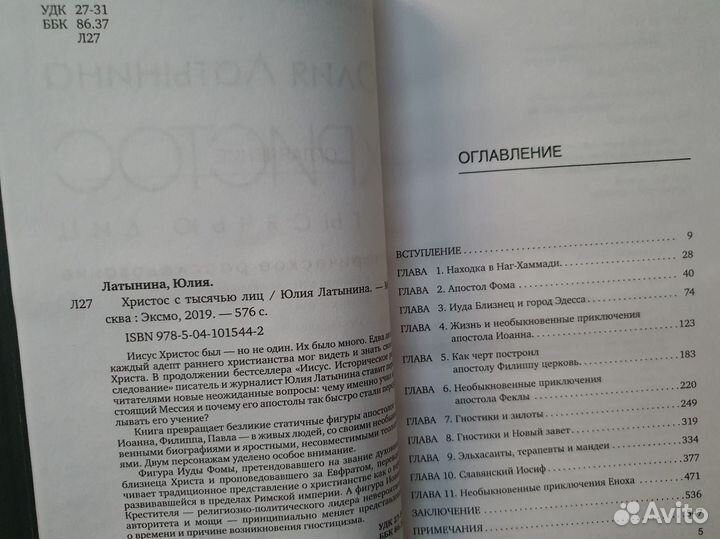 УДК 27-31
ББК 86.37
Л27
Латынина, Юлия.
Л27 Христос с тысячью лиц / Юлия Латынина. —
сква : Эксмо, 2019. — 576 с.
ISBN 978-5-04-101544-2
Иисус Христос был — но не один. Их было много. Едва
каждый адепт раннего христианства мог видеть и знать
Христа. В продолжении бестселлера «Иисус. Историческое
следование» писатель и журналист Юлия Латынина ставит
читателями новые неожиданные вопросы: чему именно
стоящий Мессия и почему его апостолы так быстро стали
лять его учение?
Книга превращает безликие статичные фигуры апостолов
Иоанна, Филиппа, Павла — в живых людей, со своими
венными биографиями и яростными, несовместимыми
ями. Двум персонажам уделено особое внимание.
Фигура Иуды Фомы, претендовавшего на звание
близнеца Христа и проповедовавшего за Евфратом,
чивает традиционное представление о христианстве как о
развивавшейся в пределах Римской империи. А фигура
Крестителя — религиозно-политического лидера
авторитета и мощи — принципиально меняет
о времени и причине возникновения гностицизма.
УДК
ББК
ОГЛАВЛЕНИЕ
ВСТУПЛЕНИЕ 9
ГЛАВА 1. Находка в Наг-Хаммади 28
ГЛАВА 2. Апостол Фома 40
ГЛАВА 3. Иуда Близнец и город Эдесса 74
ГЛАВА 4. Жизнь и необыкновенные приключения
апостола Иоанна 123
ГЛАВА 5. Как черт построил
апостолу Филиппу церковь 183
ГЛАВА 6. Необыкновенные приключения
апостола Феклы 220
ГЛАВА 7. Гностики и зилоты 249
ГЛАВА 8. Гностики и Новый завет 289
ГЛАВА 9. Эльхасаиты, терапевты и мандеи 334
ГЛАВА 10. Славянский Иосиф 377
ГЛАВА 11. Необыкновенные приключения Еноха 471
ЗАКЛЮЧЕНИЕ 536
ПРИМЕЧАНИЯ
5
Avito